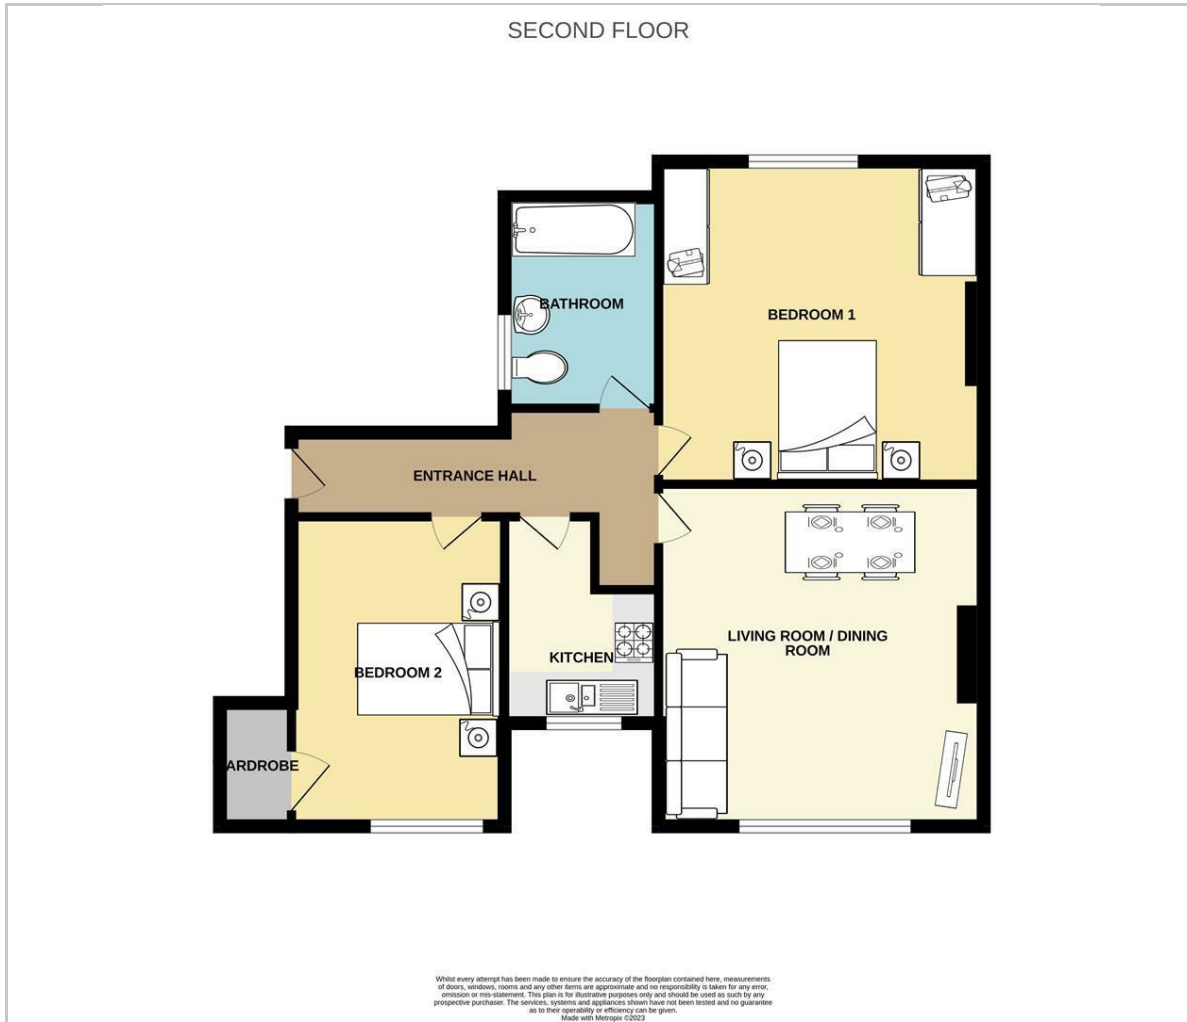 SECOND FLOOR
BATHROOM
BEDROOM 1
ENTRANCE HALL
LIVING ROOM / DINING
ROOM
KITCHEN
BEDROOM 2
ARDROBE
Whilst every attempt has been made to ensure the accuracy of the floorplan contained here, measurements
of doors, windows, rooms and any other items are approximate and no responsibility is taken for any error,
omission or mis-statement. This plan is for illustrative purposes only and should be used as such by any
prospective purchaser. The services, systems and appliances shown have not been tested and no guarantee
as to their operability or efficiency can be given.
Made with Metropix ©2023